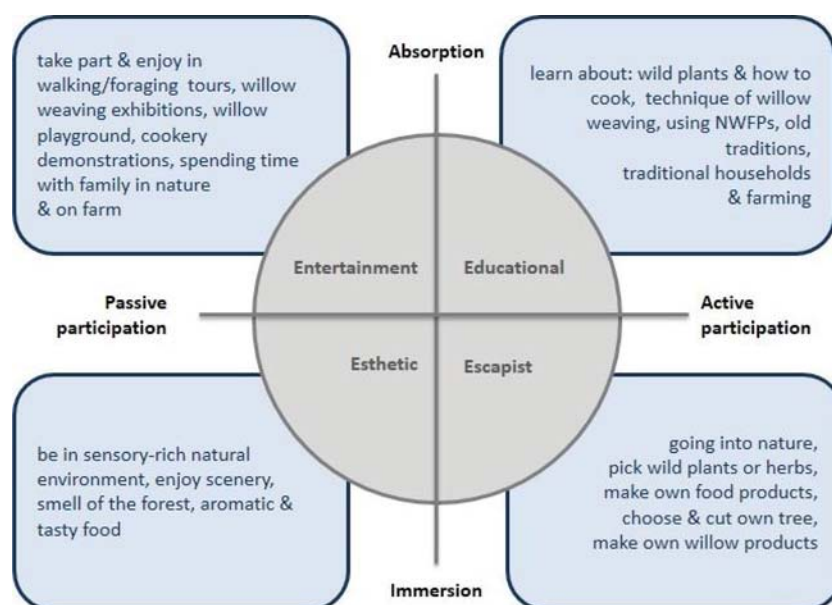 Absorption
take part & enjoy in
walking/foraging tours, willow
weaving exhibitions, willow
playground, cookery
demonstrations, spending time
with family in nature
& on farm
learn about: wild plants & how to
cook, technique of willow
weaving, using NWFPs, old
traditions,
traditional households
& farming
Entertainment
Educational
Passive
participation
Active
participation
Esthetic
Escapist
be in sensory-rich natural
environment, enjoy scenery,
smell of the forest, aromatic &
tasty food
going into nature,
pick wild plants or herbs,
make own food products,
choose & cut own tree,
make own willow products
Immersion